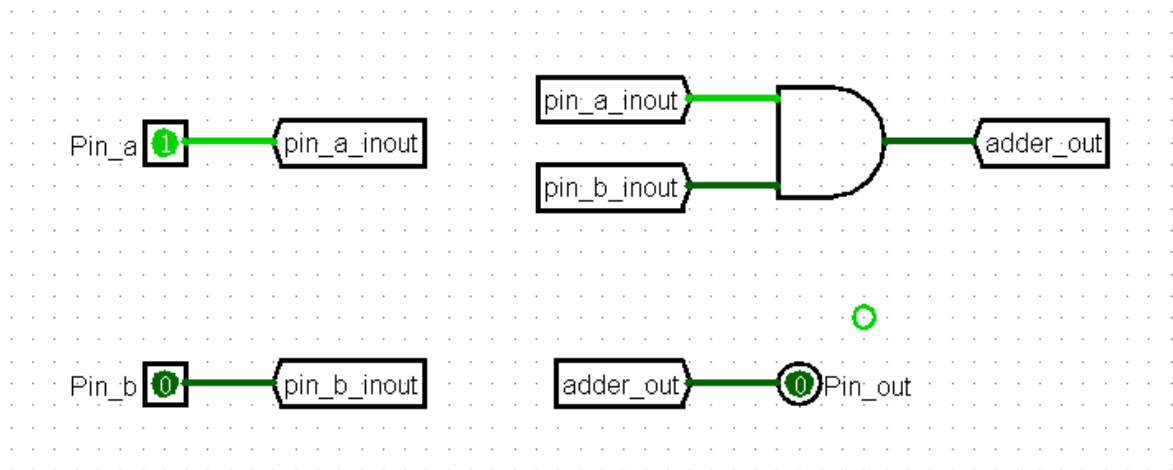 pin_a_inout
Pin_a 1 pin_a_inout adder_out
pin_b_inout
Pin_b 0 pin_b_inout adder_out 0 Pin_out